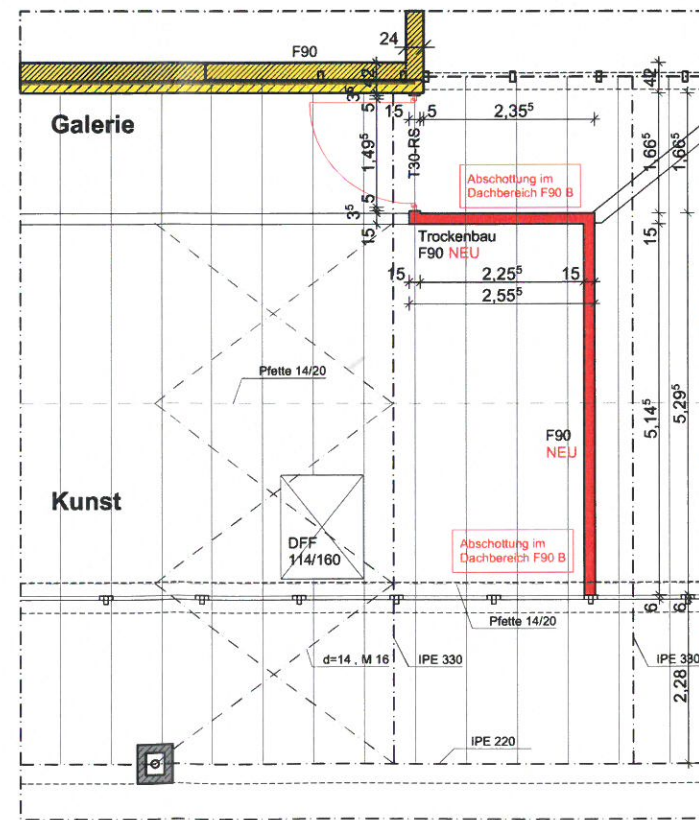 24
F90
42
42
3⁵
5
15
5
2,35⁵
Galerie
1,49⁵
T30-RS
1,66⁵
1,66⁵
Abschottung im
Dachbereich F90 B
5
3⁵
15
15
Trockenbau
F90 NEU
15
2,25⁵
15
2,55⁵
Pfette 14/20
5,14⁵
5,29⁵
F90
NEU
Kunst
DFF
114/160
Abschottung im
Dachbereich F90 B
6
6
Pfette 14/20
d=14 , M 16
IPE 330
IPE 330
2,28
IPE 220